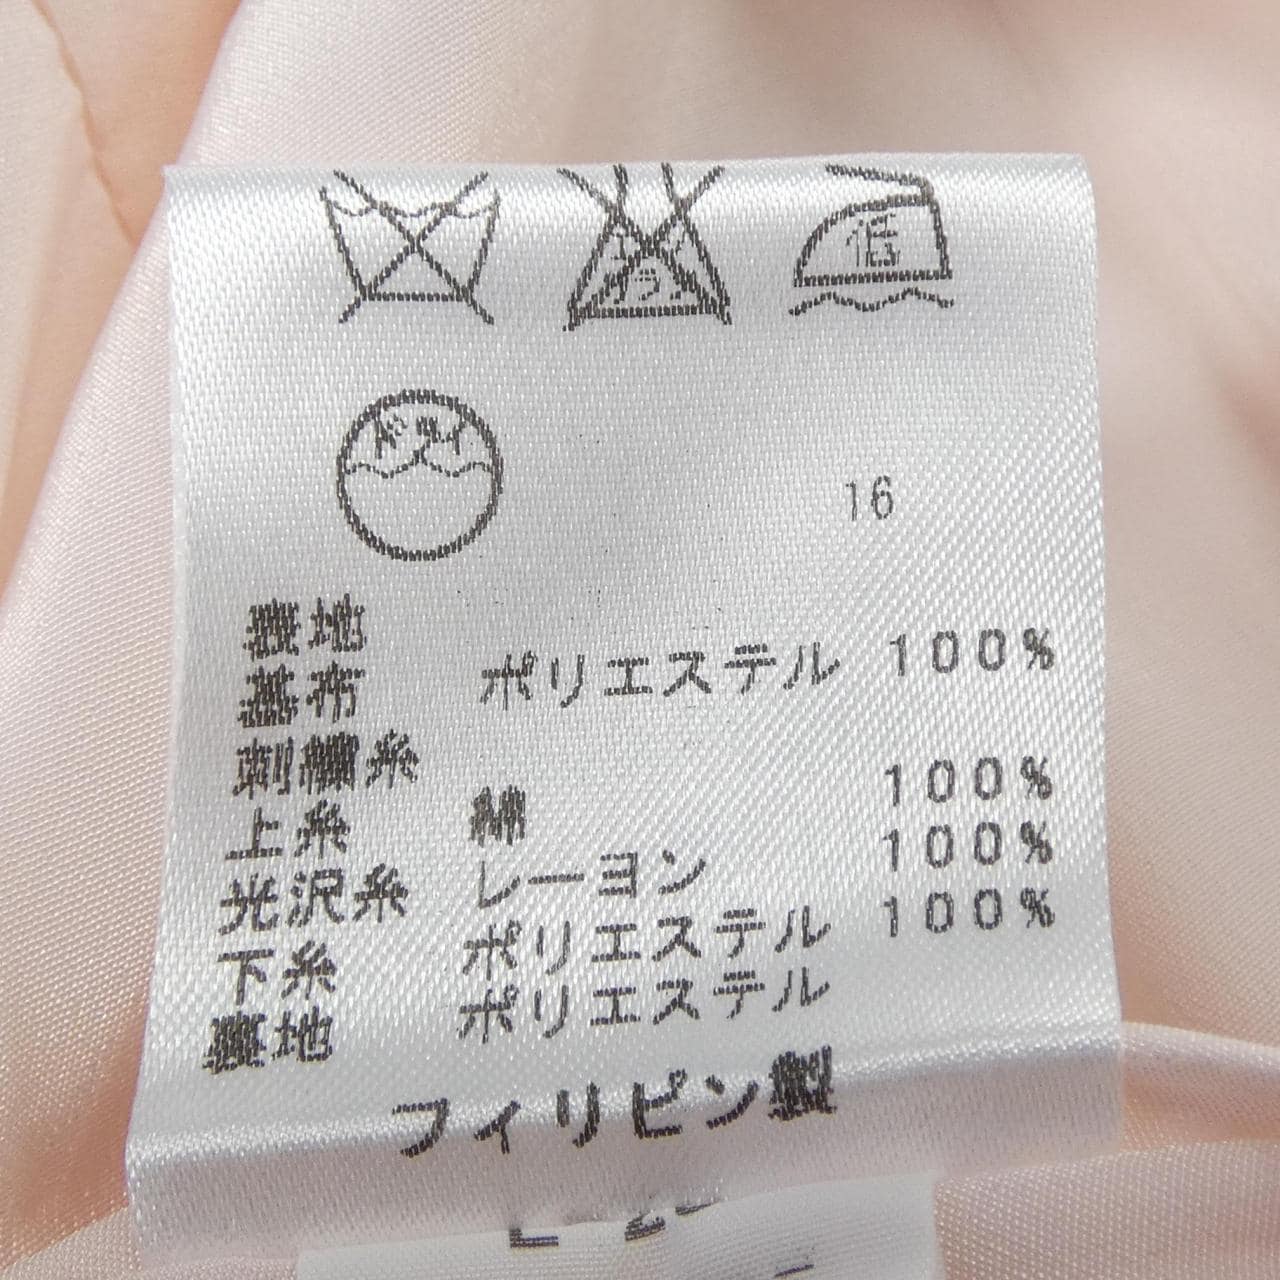 低
ドライ
16
表地
基布 ポリエステル 100%
刺繍糸
上糸 綿 100%
光沢糸 レーヨン 100%
下糸 ポリエステル 100%
裏地 ポリエステル
フィリピン製